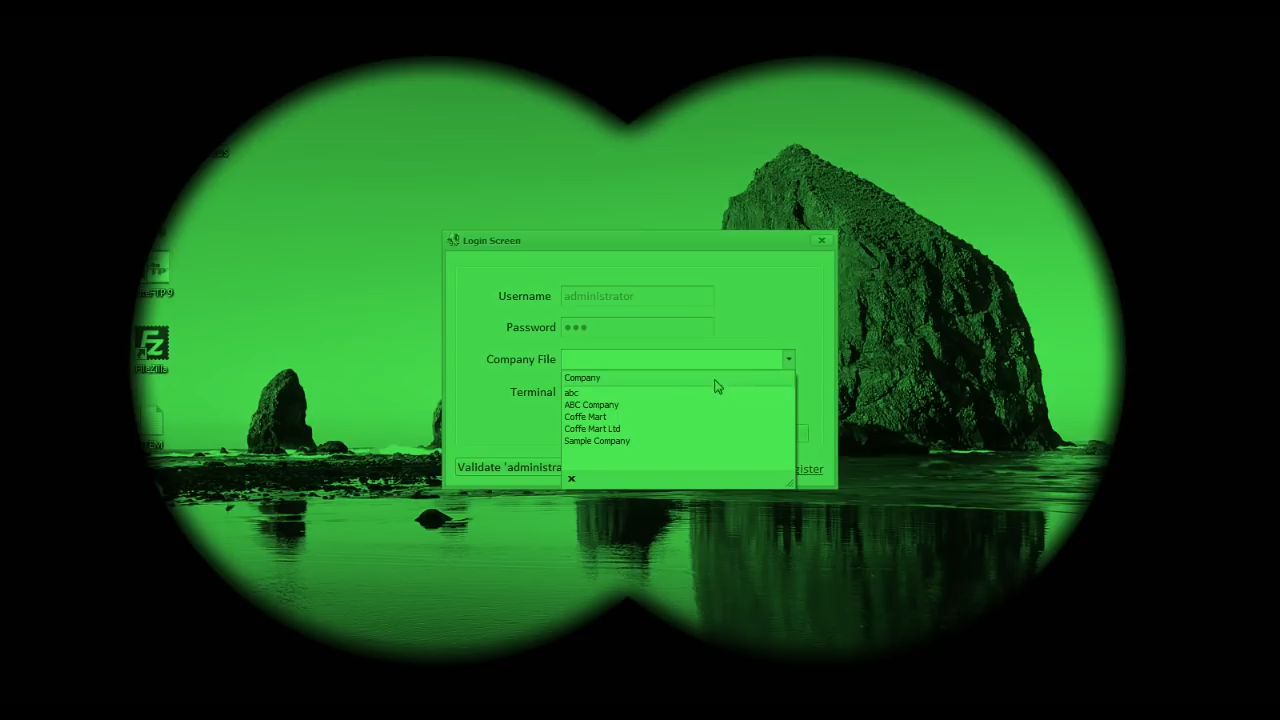 Login Screen
Username administrator
Password
Company File
Company
Terminal
abc
ABC Company
Coffe Mart
Coffe Mart Ltd
Sample Company
Validate 'administra
FileZilla